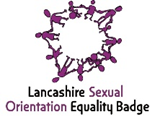 Lancashire Sexual
Orientation Equality Badge